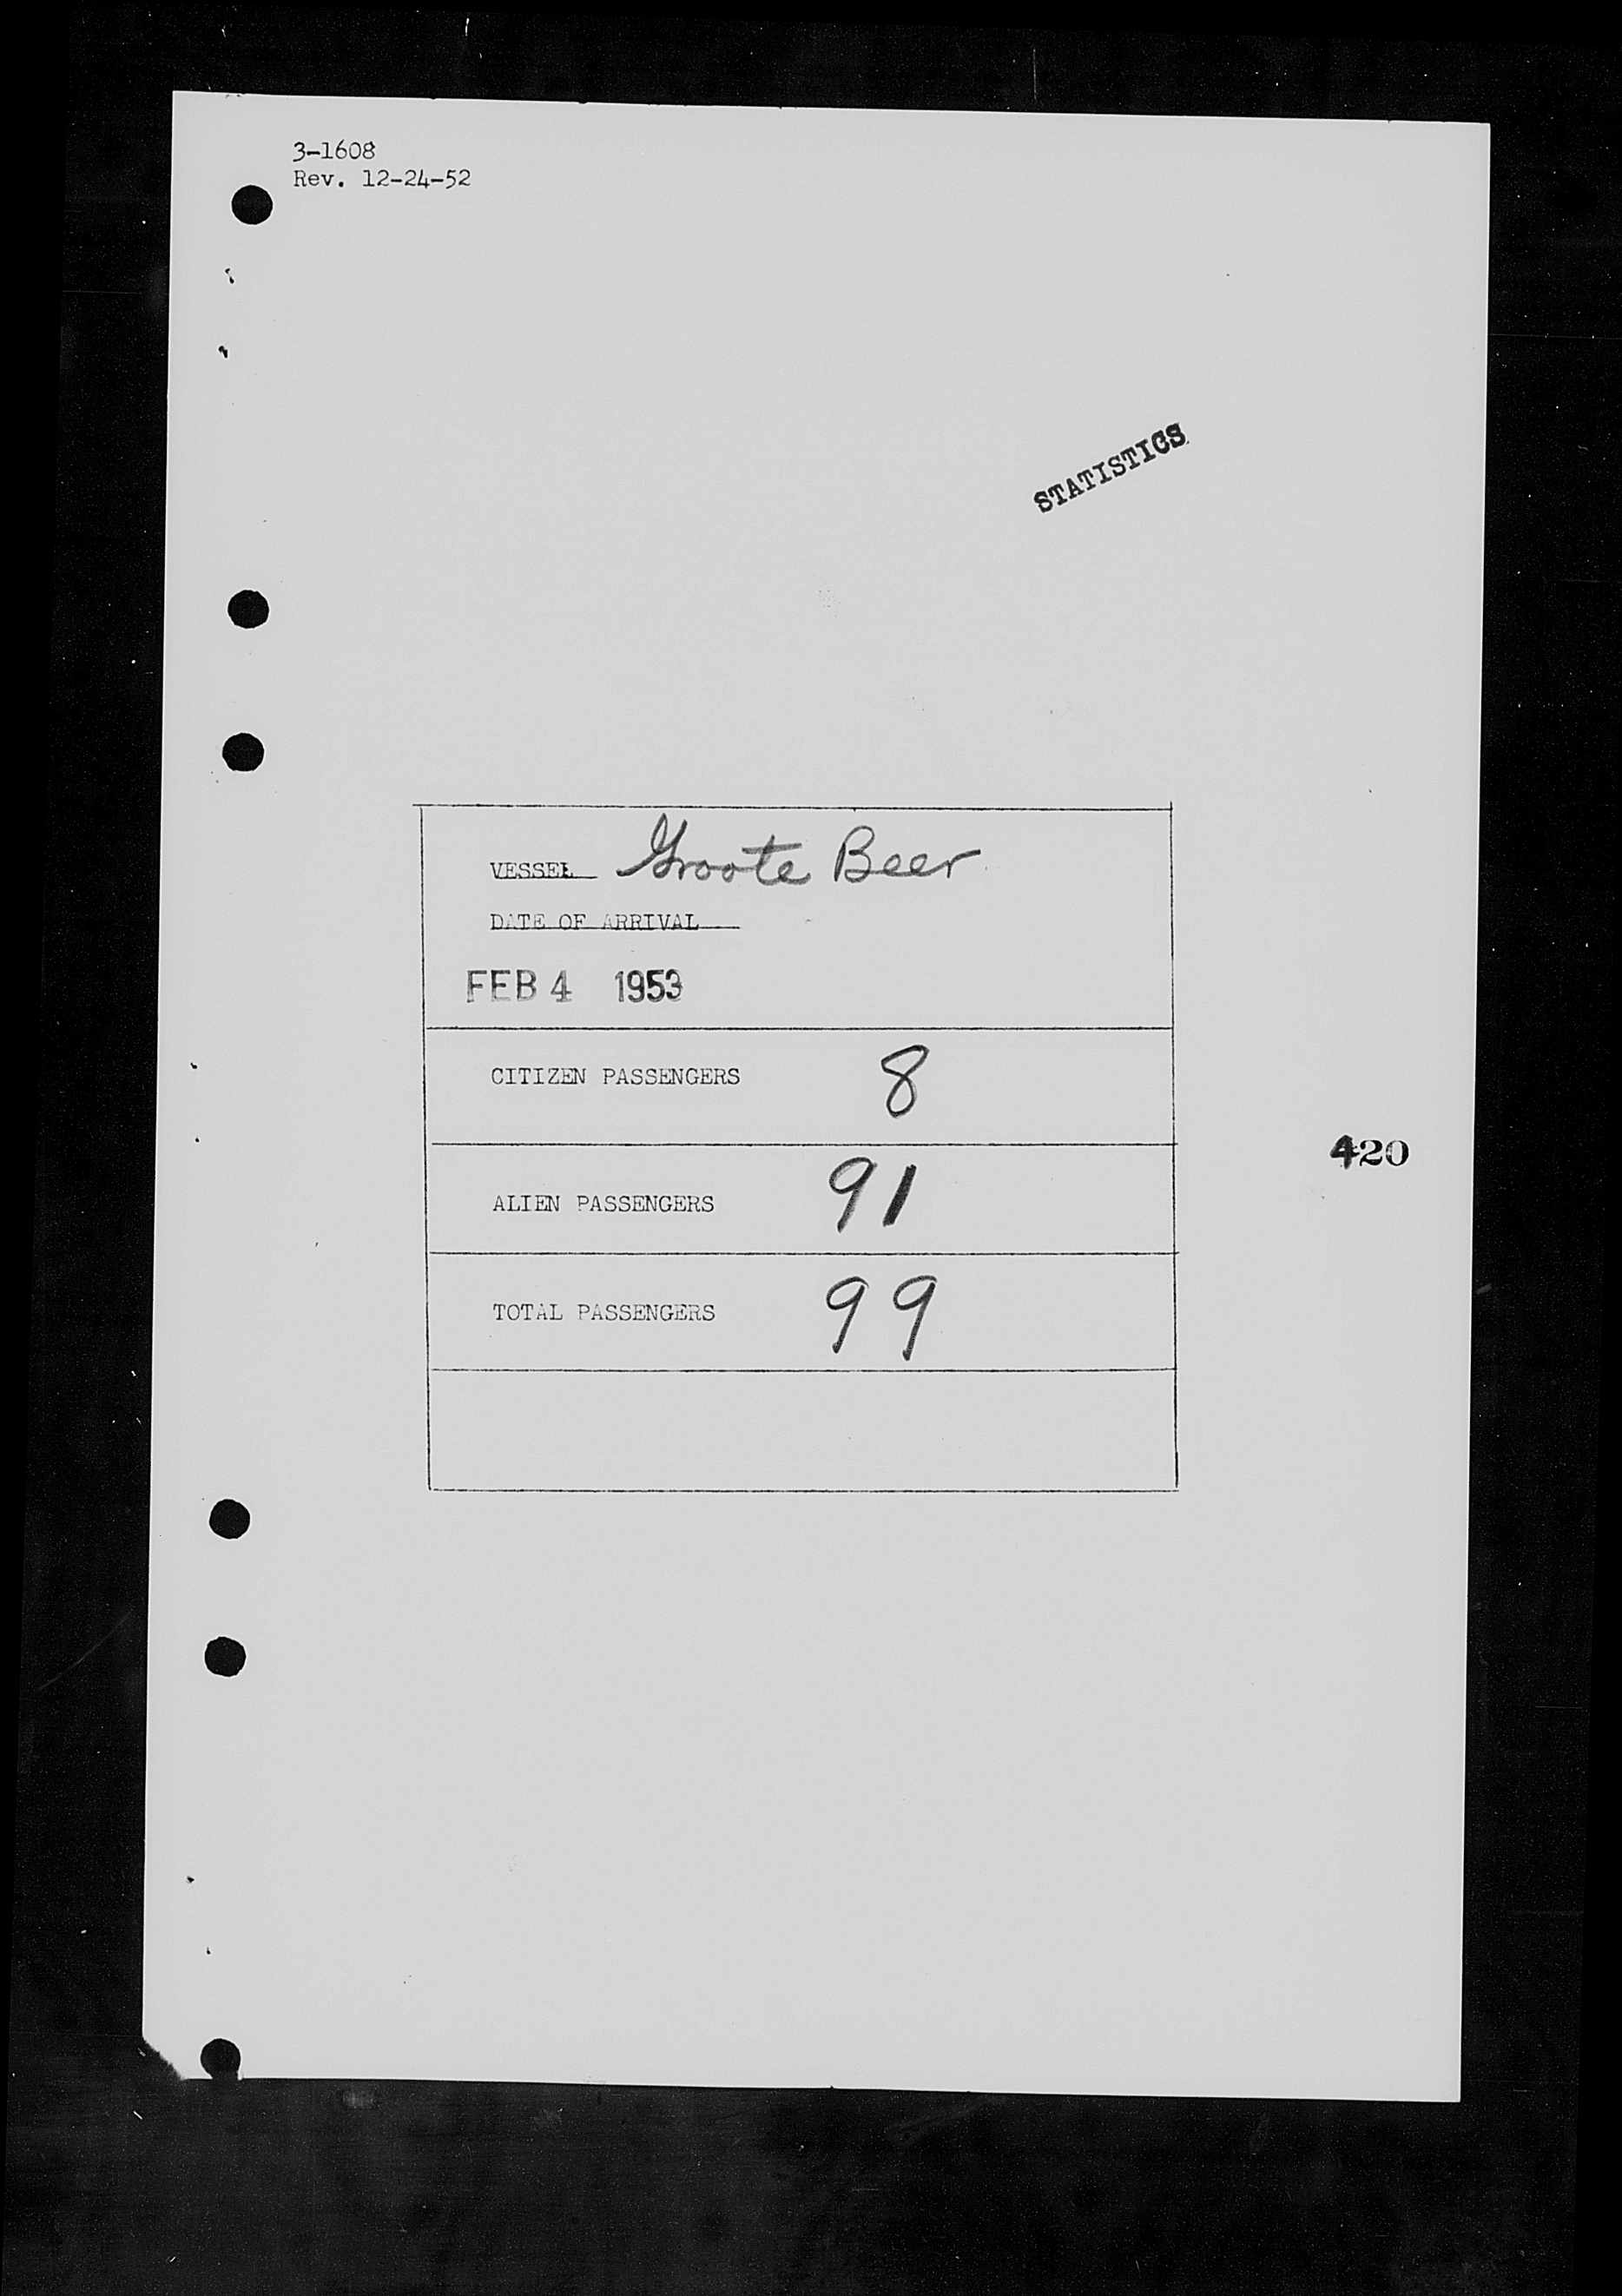 3-1608
Rev. 12-24-52
STATISTICS
VESSEL Groote Beer
DATE OF ARRIVAL
FEB 4 1953
CITIZEN PASSENGERS 8
420
ALIEN PASSENGERS 91
TOTAL PASSENGERS 99